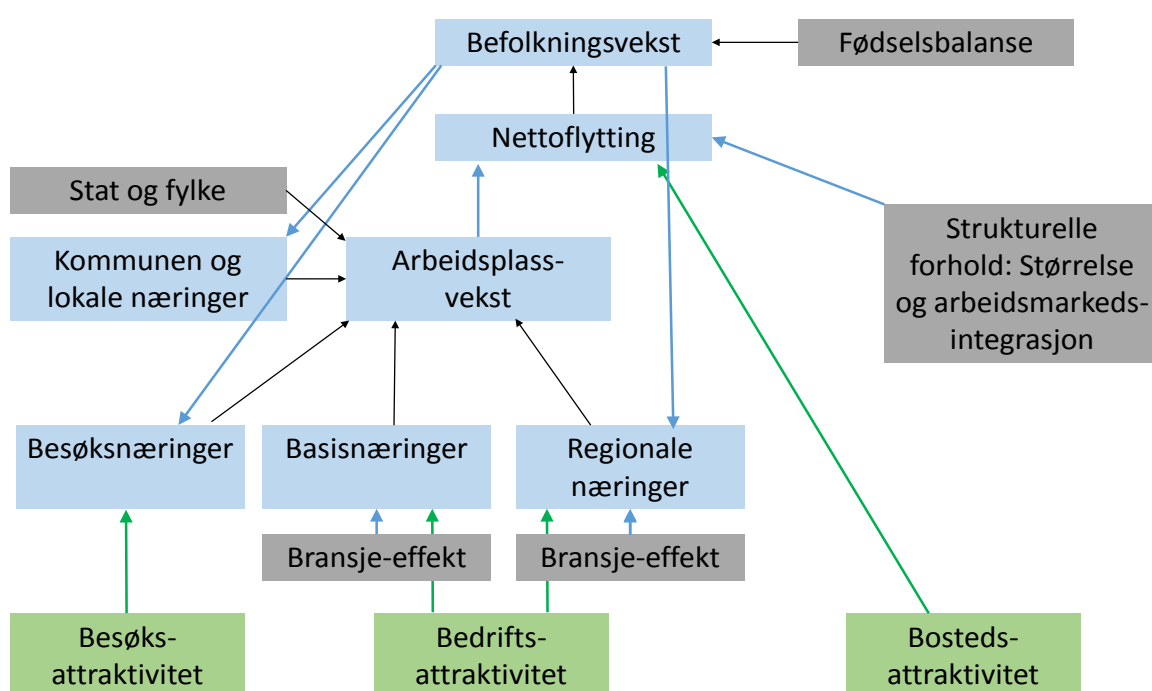 Befolkningsvekst
Fødselsbalanse
Nettoflytting
Stat og fylke
Kommunen og
lokale næringer
Arbeidsplass-
vekst
Strukturelle
forhold: Størrelse
og arbeidsmarkeds-
integrasjon
Besøksnæringer
Basisnæringer
Regionale
næringer
Bransje-effekt
Bransje-effekt
Besøks-
attraktivitet
Bedrifts-
attraktivitet
Bosteds-
attraktivitet